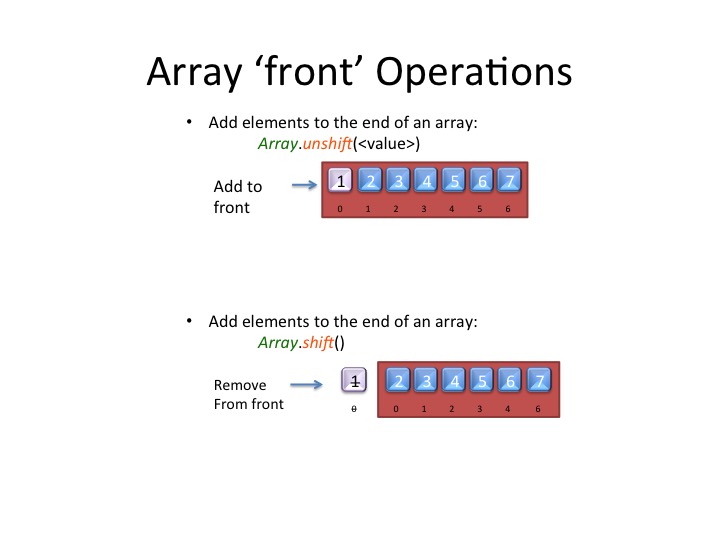 Array ‘front’ Operations
• Add elements to the end of an array:
Array.unshift(<value>)
Add to
front
1 2 3 4 5 6 7
0 1 2 3 4 5 6
• Add elements to the end of an array:
Array.shift()
Remove
From front
1 2 3 4 5 6 7
0 0 1 2 3 4 6